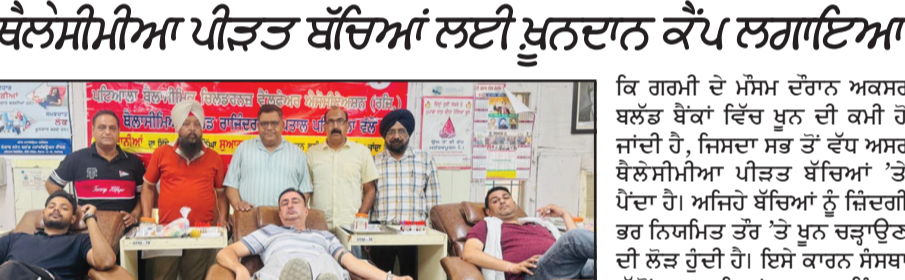 ਥੈਲੇਸੀਮੀਆ ਪੀੜਤ ਬੱਚਿਆਂ ਲਈ ਖ਼ੂਨਦਾਨ ਕੈਂਪ ਲਗਾਇਆ
ਪਟਿਆਲਾ ਥੈਲਾਸੀਮਿਕ ਚਿਲਡਰਨਜ਼ ਵੈਲਫੇਅਰ ਐਸੋਸੀਏਸ਼ਨ (ਰਜਿ.)
ਕਿ ਗਰਮੀ ਦੇ ਮੌਸਮ ਦੌਰਾਨ ਅਕਸਰ
ਬਲੱਡ ਬੈਂਕਾਂ ਵਿੱਚ ਖੂਨ ਦੀ ਕਮੀ ਹੋ
ਜਾਂਦੀ ਹੈ, ਜਿਸਦਾ ਸਭ ਤੋਂ ਵੱਧ ਅਸਰ
ਥੈਲੇਸੀਮੀਆ ਪੀੜਤ ਬੱਚਿਆਂ ’ਤੇ
ਪੈਂਦਾ ਹੈ। ਅਜਿਹੇ ਬੱਚਿਆਂ ਨੂੰ ਜ਼ਿੰਦਗੀ
ਭਰ ਨਿਯਮਿਤ ਤੌਰ ’ਤੇ ਖੂਨ ਚੜ੍ਹਾਉਣ
ਦੀ ਲੋੜ ਹੁੰਦੀ ਹੈ। ਇਸੇ ਕਾਰਨ ਸੰਸਥਾ